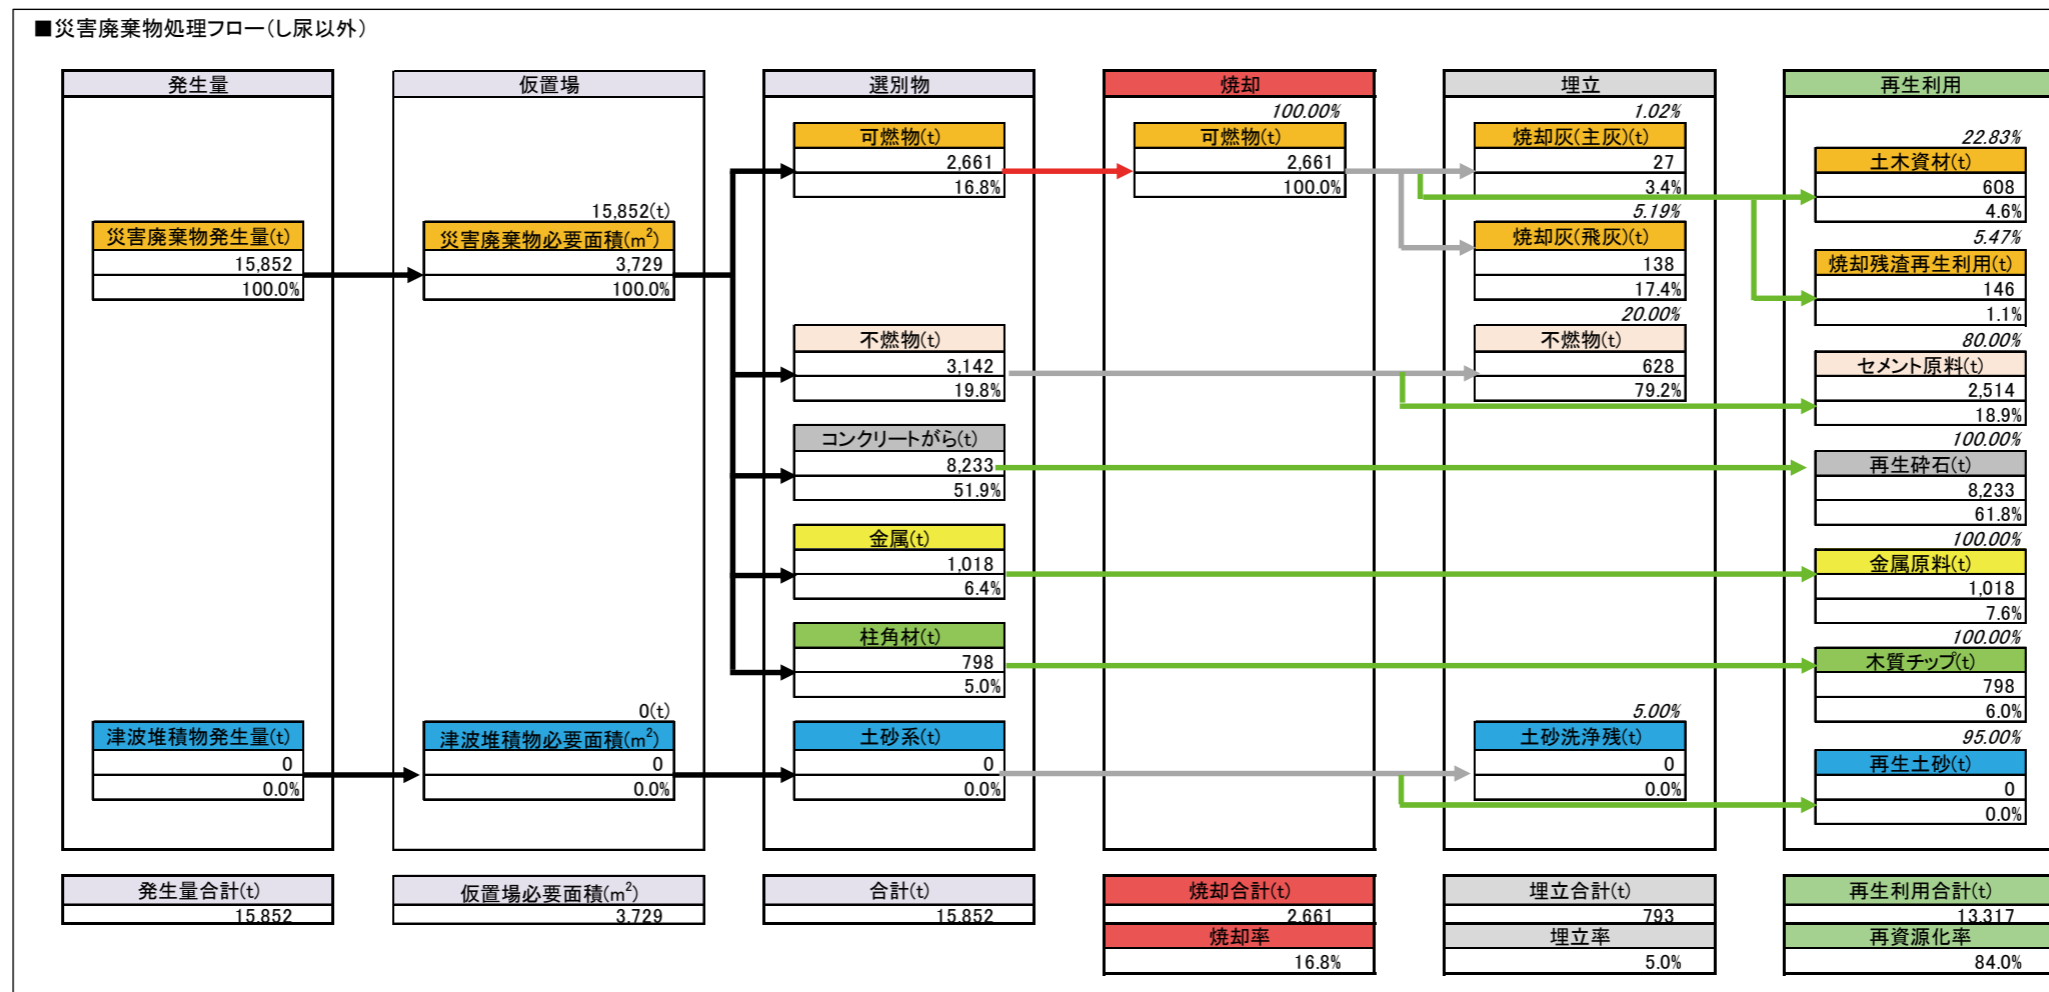 ■災害廃棄物処理フロー(し尿以外)
発生量
災害廃棄物発生量(t)
15,852
100.0%
津波堆積物発生量(t)
0
0.0%
発生量合計(t)
15,852
仮置場
15,852(t)
災害廃棄物必要面積(m²)
3,729
100.0%
0(t)
津波堆積物必要面積(m²)
0
0.0%
仮置場必要面積(m²)
3,729
選別物
可燃物(t)
2,661
16.8%
不燃物(t)
3,142
19.8%
コンクリートがら(t)
8,233
51.9%
金属(t)
1,018
6.4%
柱角材(t)
798
5.0%
土砂系(t)
0
0.0%
合計(t)
15,852
焼却
100.00%
可燃物(t)
2,661
100.0%
焼却合計(t)
2,661
焼却率
16.8%
埋立
1.02%
焼却灰(主灰)(t)
27
3.4%
5.19%
焼却灰(飛灰)(t)
138
17.4%
20.00%
不燃物(t)
628
79.2%
5.00%
土砂洗浄残(t)
0
0.0%
埋立合計(t)
793
埋立率
5.0%
再生利用
22.83%
土木資材(t)
608
4.6%
5.47%
焼却残渣再生利用(t)
146
1.1%
80.00%
セメント原料(t)
2,514
18.9%
100.00%
再生砕石(t)
8,233
61.8%
100.00%
金属原料(t)
1,018
7.6%
100.00%
木質チップ(t)
798
6.0%
95.00%
再生土砂(t)
0
0.0%
再生利用合計(t)
13,317
再資源化率
84.0%